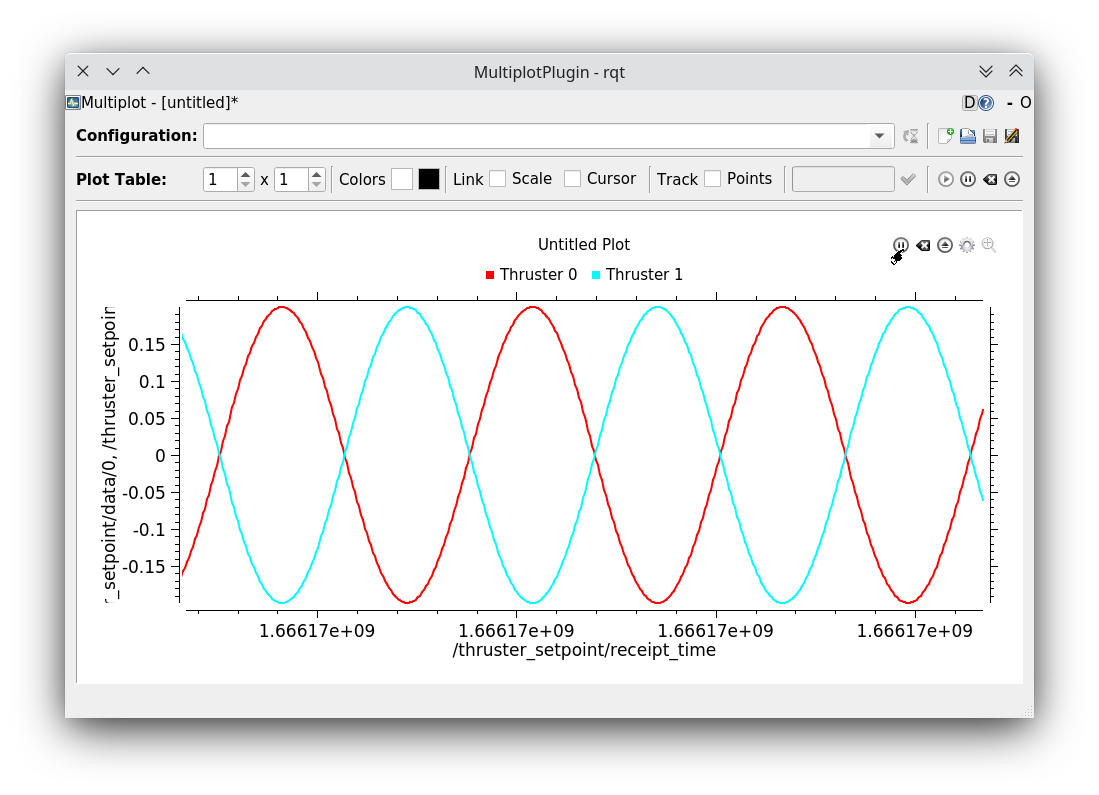 MultiplotPlugin - rqt
Multiplot - [untitled]*
D ? - O
Configuration:
Plot Table: 1 x 1 Colors Link Scale Cursor Track Points
Untitled Plot
Thruster 0 Thruster 1
r_setpoint/data/0, /thruster_setpoin
0.15
0.1
0.05
0
-0.05
-0.1
-0.15
1.66617e+09 1.66617e+09 1.66617e+09 1.66617e+09
/thruster_setpoint/receipt_time